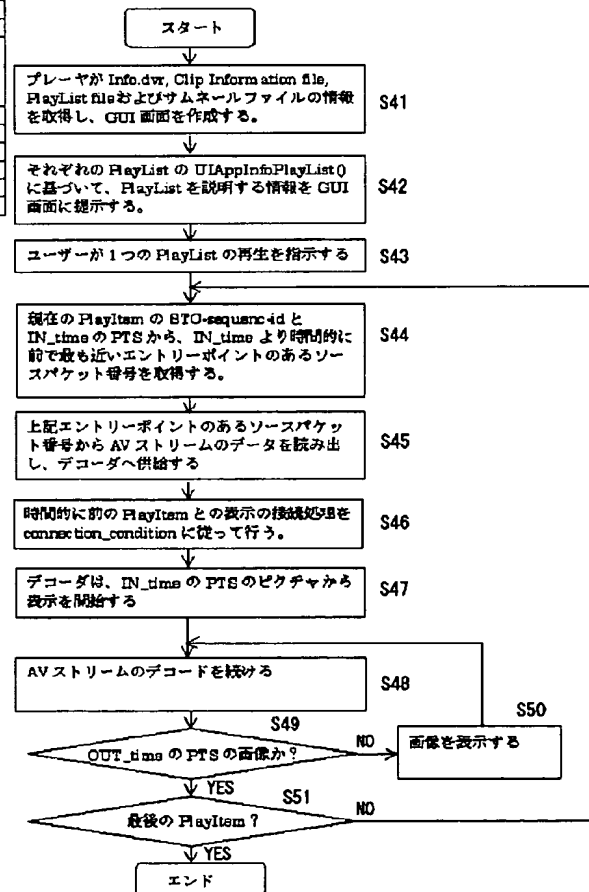 スタート
プレーヤが Info.dvr, Clip Information file,
PlayList fileおよびサムネールファイルの情報
を取得し、GUI 画面を作成する。
S41
それぞれの PlayList の UIAppInfoPlayList()
に基づいて、PlayList を説明する情報を GUI
画面に提示する。
S42
ユーザーが 1 つの PlayList の再生を指示する
S43
現在の PlayItem の STC-sequence-id と
IN_time の PTS から、IN_time より時間的に
前で最も近いエントリーポイントのあるソー
スパケット番号を取得する。
S44
上記エントリーポイントのあるソースパケッ
ト番号から AV ストリームのデータを読み出
し、デコーダへ供給する
S45
時間的に前の PlayItem との表示の接続処理を
connection_condition に従って行う。
S46
デコーダは、IN_time の PTS のピクチャから
表示を開始する
S47
AV ストリームのデコードを続ける
S48
S49
OUT_time の PTS の画像か?
NO
S50
画像を表示する
YES
S51
最後の PlayItem ?
NO
YES
エンド